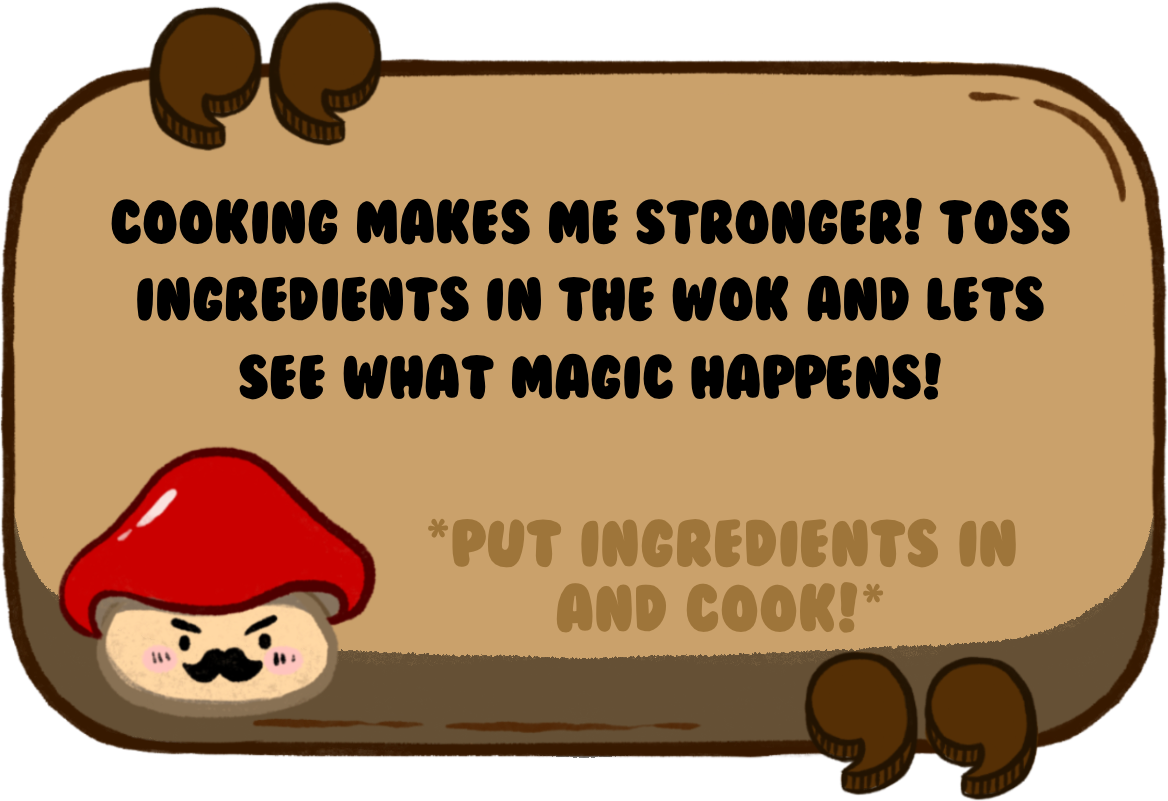 COOKING MAKES ME STRONGER! TOSS
INGREDIENTS IN THE WOK AND LETS
SEE WHAT MAGIC HAPPENS!
*PUT INGREDIENTS IN
AND COOK!*